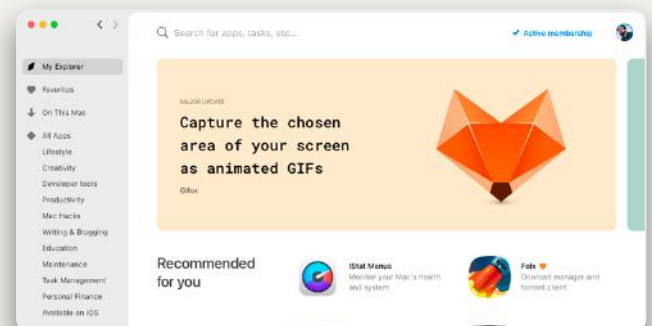 Search for apps, tasks, etc...
Active membership
My Explorer
Favorites
On This Mac
All Apps
Lifestyle
Creativity
Developer tools
Productivity
Mac Hacks
Writing & Blogging
Education
Maintenance
Task Management
Personal Finance
Available on iOS
MAJOR UPDATE
Capture the chosen
area of your screen
as animated GIFs
Gifox
Recommended
for you
iStat Menus
Monitor your Mac's health
and system
Folx
Download manager and
torrent client